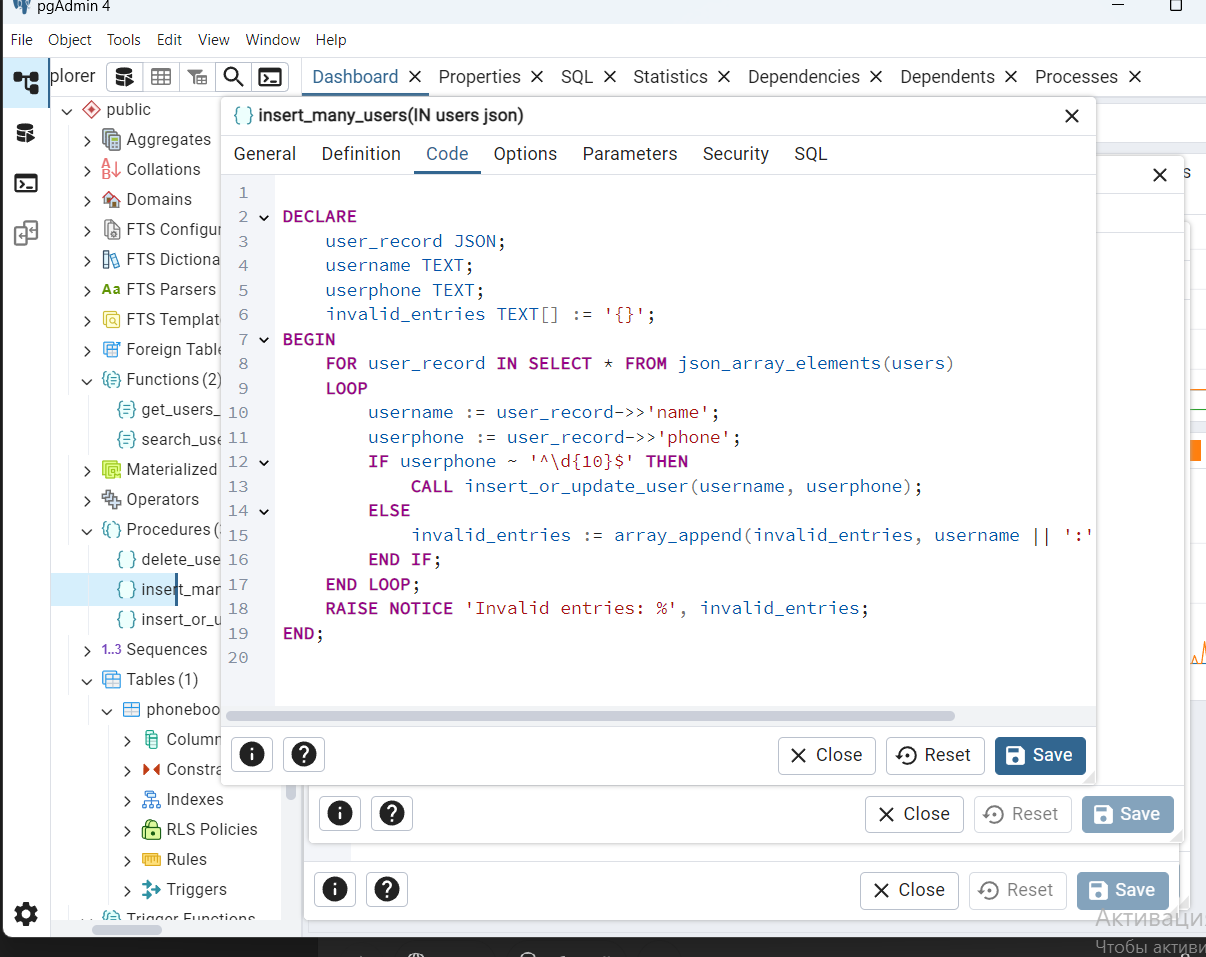 pgAdmin 4
File Object Tools Edit View Window Help
plorer
Dashboard Properties SQL Statistics Dependencies Dependents Processes
public
Aggregates
Collations
Domains
FTS Configur
FTS Dictiona
Aa FTS Parsers
FTS Templat
Foreign Table
Functions (2)
get_users_
search_use
Materialized
Operators
Procedures (
delete_use
insert_mar
insert_or_u
1..3 Sequences
Tables (1)
phoneboo
Column
Constra
Indexes
RLS Policies
Rules
Triggers
Trigger Functions
insert_many_users(IN users json)
General Definition Code Options Parameters Security SQL
1
2 DECLARE
3 user_record JSON;
4 username TEXT;
5 userphone TEXT;
6 invalid_entries TEXT[] := '{}';
7 BEGIN
8 FOR user_record IN SELECT * FROM json_array_elements(users)
9 LOOP
10 username := user_record->>'name';
11 userphone := user_record->>'phone';
12 IF userphone ~ '^\d{10}$' THEN
13 CALL insert_or_update_user(username, userphone);
14 ELSE
15 invalid_entries := array_append(invalid_entries, username || ':'
16 END IF;
17 END LOOP;
18 RAISE NOTICE 'Invalid entries: %', invalid_entries;
19 END;
20
Close Reset Save
Close Reset Save
Close Reset Save
s
Активаци
Чтобы активи